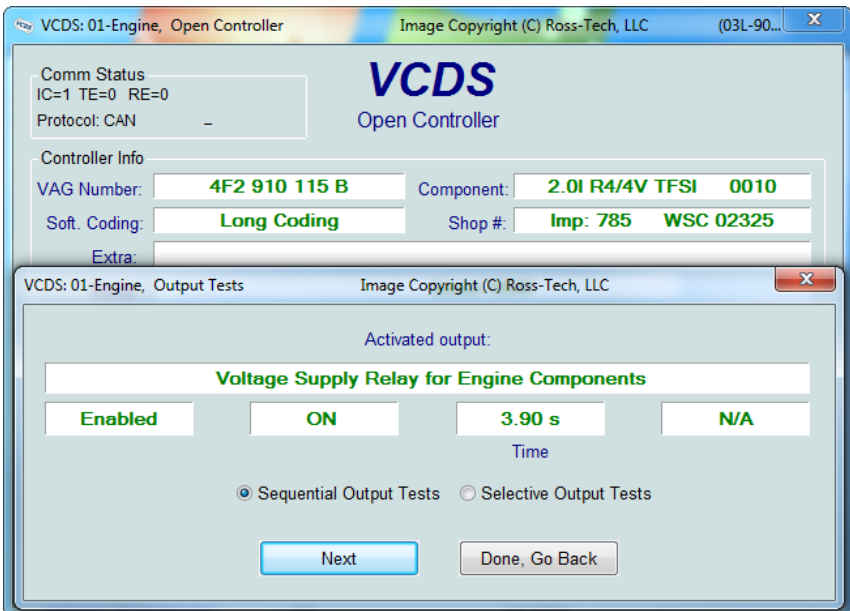 VCDS: 01-Engine, Open Controller Image Copyright (C) Ross-Tech, LLC (03L-90...
Comm Status
IC=1 TE=0 RE=0
Protocol: CAN –
VCDS
Open Controller
Controller Info
VAG Number: 4F2 910 115 B Component: 2.0l R4/4V TFSI 0010
Soft. Coding: Long Coding Shop #: Imp: 785 WSC 02325
Extra:
VCDS: 01-Engine, Output Tests Image Copyright (C) Ross-Tech, LLC
Activated output:
Voltage Supply Relay for Engine Components
Enabled ON 3.90 s N/A
Time
Sequential Output Tests Selective Output Tests
Next Done, Go Back